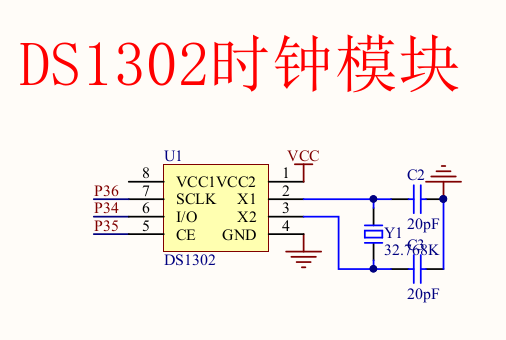 DS1302时钟模块
U1
VCC
8 VCC1 VCC2 1
P36 7 SCLK X1 2
P34 6 I/O X2 3
P35 5 CE GND 4
DS1302
C2
20pF
Y1
32.768K
C3
20pF